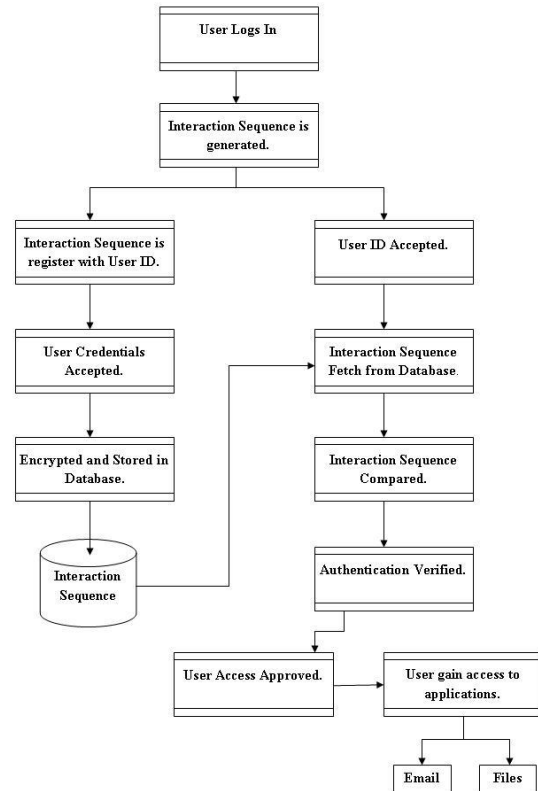 User Logs In
Interaction Sequence is
generated.
Interaction Sequence is
register with User ID.
User ID Accepted.
User Credentials
Accepted.
Interaction Sequence
Fetch from Database.
Encrypted and Stored in
Database.
Interaction Sequence
Compared.
Interaction
Sequence
Authentication Verified.
User Access Approved.
User gain access to
applications.
Email
Files